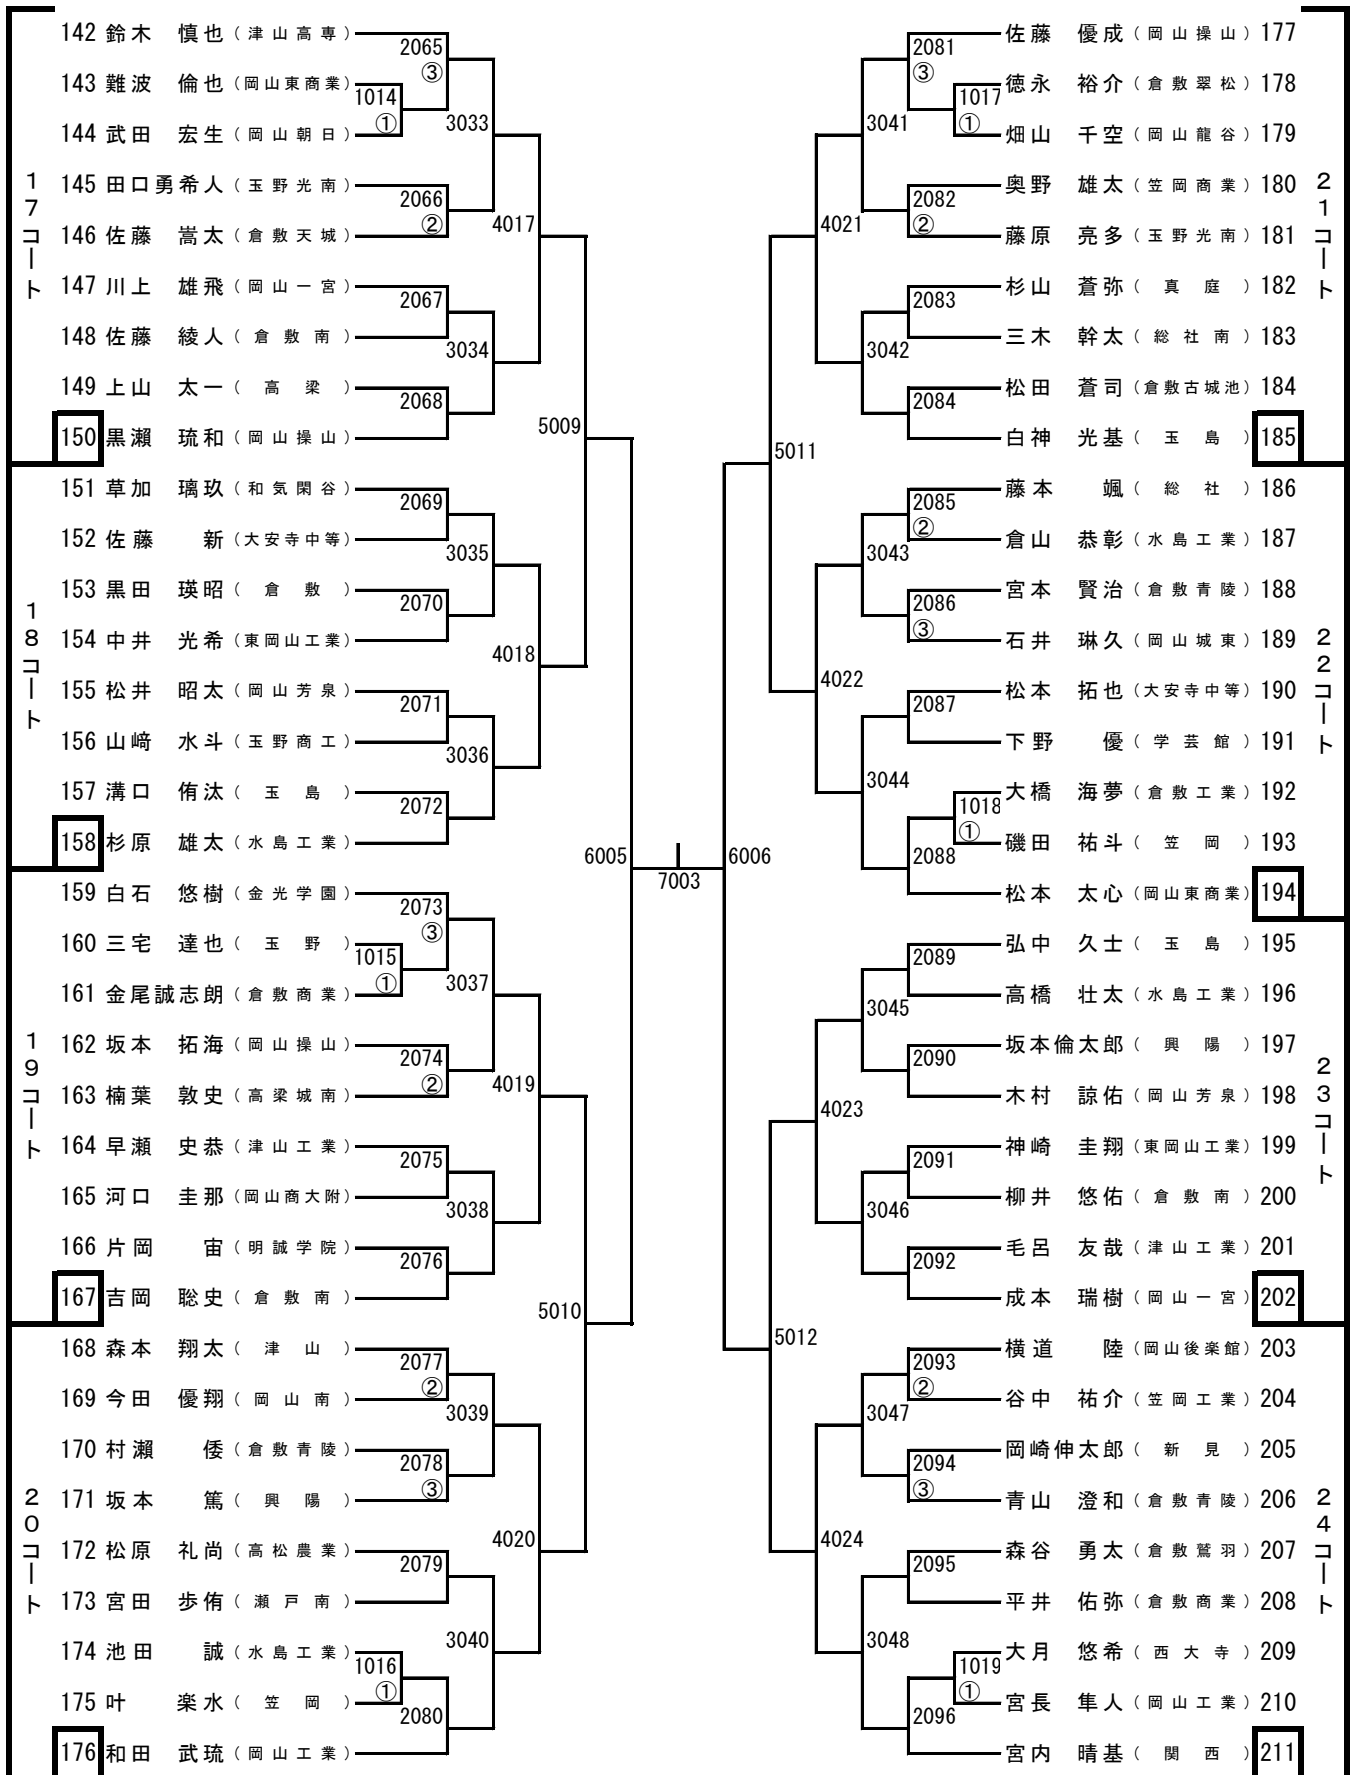 17コート
142 鈴木 慎也 (津山高専)
143 難波 倫也 (岡山東商業)
144 武田 宏生 (岡山朝日)
145 田口勇希人 (玉野光南)
146 佐藤 嵩太 (倉敷天城)
147 川上 雄飛 (岡山一宮)
148 佐藤 綾人 (倉敷南)
149 上山 太一 (高梁)
150 黒瀬 琉和 (岡山操山)
18コート
151 草加 璃玖 (和気閑谷)
152 佐藤 新 (大安寺中等)
153 黒田 瑛昭 (倉敷)
154 中井 光希 (東岡山工業)
155 松井 昭太 (岡山芳泉)
156 山﨑 水斗 (玉野商工)
157 溝口 侑汰 (玉島)
158 杉原 雄太 (水島工業)
19コート
159 白石 悠樹 (金光学園)
160 三宅 達也 (玉野)
161 金尾誠志朗 (倉敷商業)
162 坂本 拓海 (岡山操山)
163 楠葉 敦史 (高梁城南)
164 早瀬 史恭 (津山工業)
165 河口 圭那 (岡山商大附)
166 片岡 宙 (明誠学院)
167 吉岡 聡史 (倉敷南)
20コート
168 森本 翔太 (津山)
169 今田 優翔 (岡山南)
170 村瀬 倭 (倉敷青陵)
171 坂本 篤 (興陽)
172 松原 礼尚 (高松農業)
173 宮田 歩侑 (瀬戸南)
174 池田 誠 (水島工業)
175 叶 楽水 (笠岡)
176 和田 武琉 (岡山工業)
1014 ①
1015 ①
1016 ①
2065 ③
2066 ②
2067
2068
2069
2070
2071
2072
2073 ③
2074 ②
2075
2076
2077 ②
2078 ③
2079
2080
3033
3034
3035
3036
3037
3038
3039
3040
4017
4018
4019
4020
5009
5010
6005
7003
6006
5011
5012
4021
4022
4023
4024
3041
3042
3043
3044
3045
3046
3047
3048
2081 ③
2082 ②
2083
2084
2085 ②
2086 ③
2087
2088
2089
2090
2091
2092
2093 ②
2094 ③
2095
2096
1017 ①
1018 ①
1019 ①
佐藤 優成 (岡山操山) 177
徳永 裕介 (倉敷翠松) 178
畑山 千空 (岡山龍谷) 179
奥野 雄太 (笠岡商業) 180
藤原 亮多 (玉野光南) 181
杉山 蒼弥 (真庭) 182
三木 幹太 (総社南) 183
松田 蒼司 (倉敷古城池) 184
白神 光基 (玉島) 185
21コート
藤本 颯 (総社) 186
倉山 恭彰 (水島工業) 187
宮本 賢治 (倉敷青陵) 188
石井 琳久 (岡山城東) 189
松本 拓也 (大安寺中等) 190
下野 優 (学芸館) 191
大橋 海夢 (倉敷工業) 192
磯田 祐斗 (笠岡) 193
松本 太心 (岡山東商業) 194
22コート
弘中 久士 (玉島) 195
高橋 壮太 (水島工業) 196
坂本倫太郎 (興陽) 197
木村 諒佑 (岡山芳泉) 198
神崎 圭翔 (東岡山工業) 199
柳井 悠佑 (倉敷南) 200
毛呂 友哉 (津山工業) 201
成本 瑞樹 (岡山一宮) 202
23コート
横道 陸 (岡山後楽館) 203
谷中 祐介 (笠岡工業) 204
岡崎伸太郎 (新見) 205
青山 澄和 (倉敷青陵) 206
森谷 勇太 (倉敷鷲羽) 207
平井 佑弥 (倉敷商業) 208
大月 悠希 (西大寺) 209
宮長 隼人 (岡山工業) 210
宮内 晴基 (関西) 211
24コート